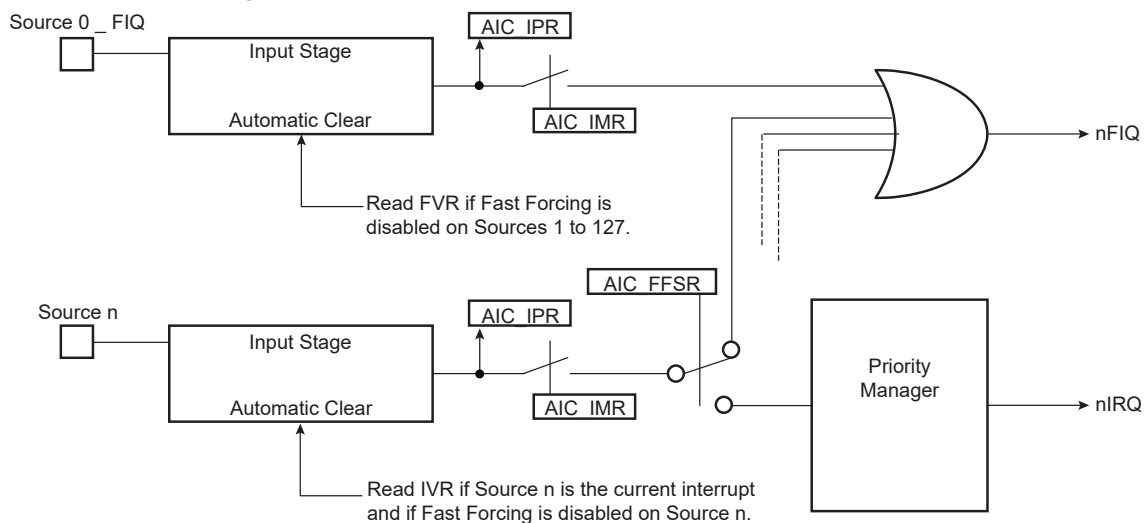 Source 0 _ FIQ
AIC_IPR
Input Stage
Automatic Clear
AIC_IMR
nFIQ
Read FVR if Fast Forcing is
disabled on Sources 1 to 127.
AIC_FFSR
Source n
AIC_IPR
Input Stage
Priority
Manager
Automatic Clear
AIC_IMR
nIRQ
Read IVR if Source n is the current interrupt
and if Fast Forcing is disabled on Source n.